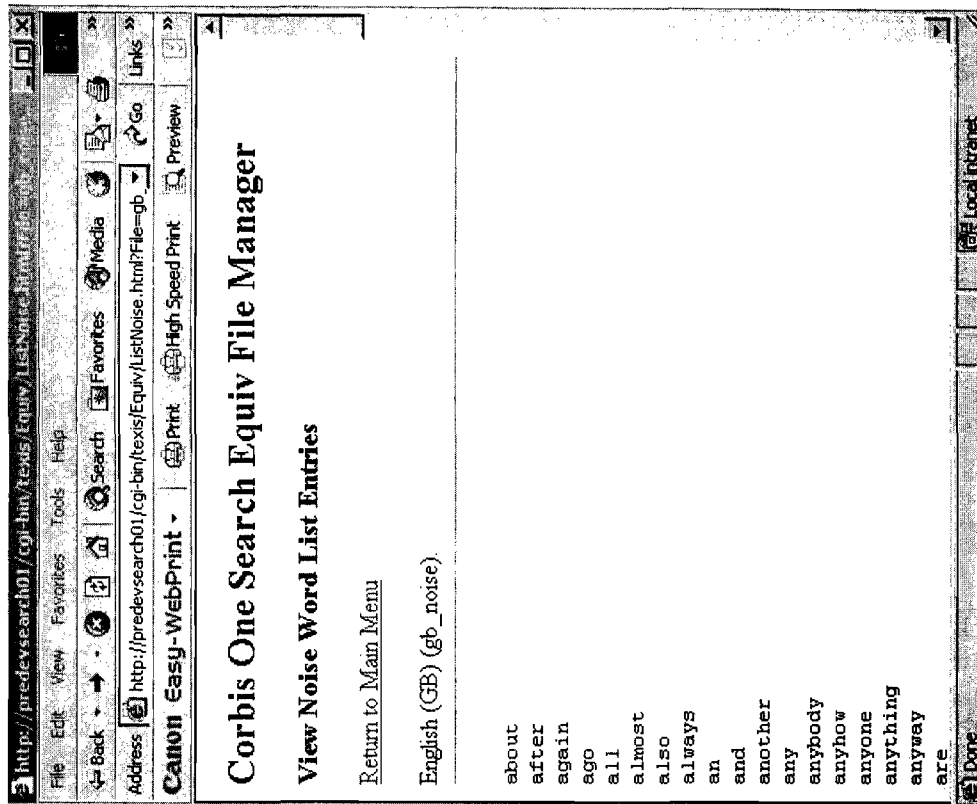 http://predevsearch01/cgi-bin/texis/Equiv/ListNoise.html?File=gb_
File Edit View Favorites Tools Help
Back Search Favorites Media
Address http://predevsearch01/cgi-bin/texis/Equiv/ListNoise.html?File=gb_ Go Links »
Canon Easy-WebPrint Print High Speed Print Preview »
Corbis One Search Equiv File Manager
View Noise Word List Entries
Return to Main Menu
English (GB) (gb_noise).
about
after
again
ago
all
almost
also
always
an
and
another
any
anybody
anyhow
anyone
anything
anyway
are
Done Local intranet